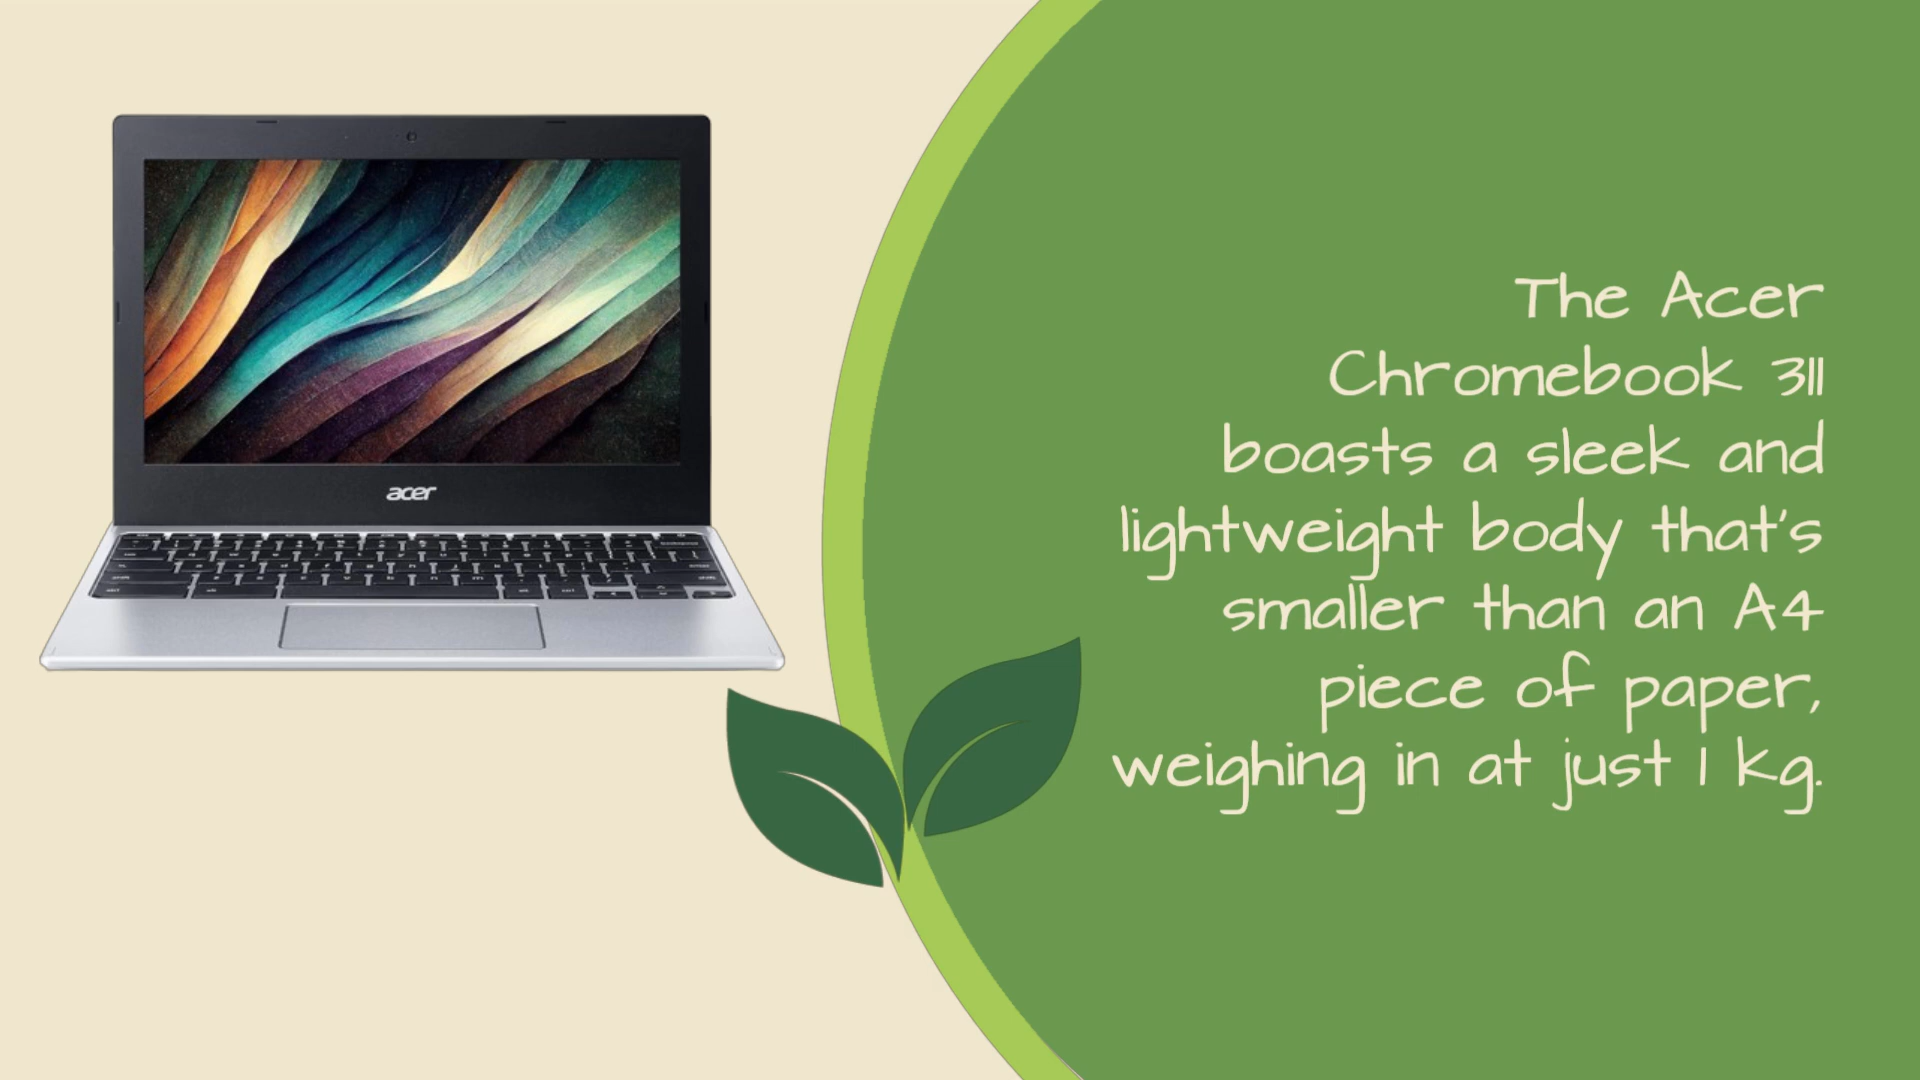 acer
The Acer
Chromebook 311
boasts a sleek and
lightweight body that's
smaller than an A4
piece of paper,
weighing in at just 1 kg.